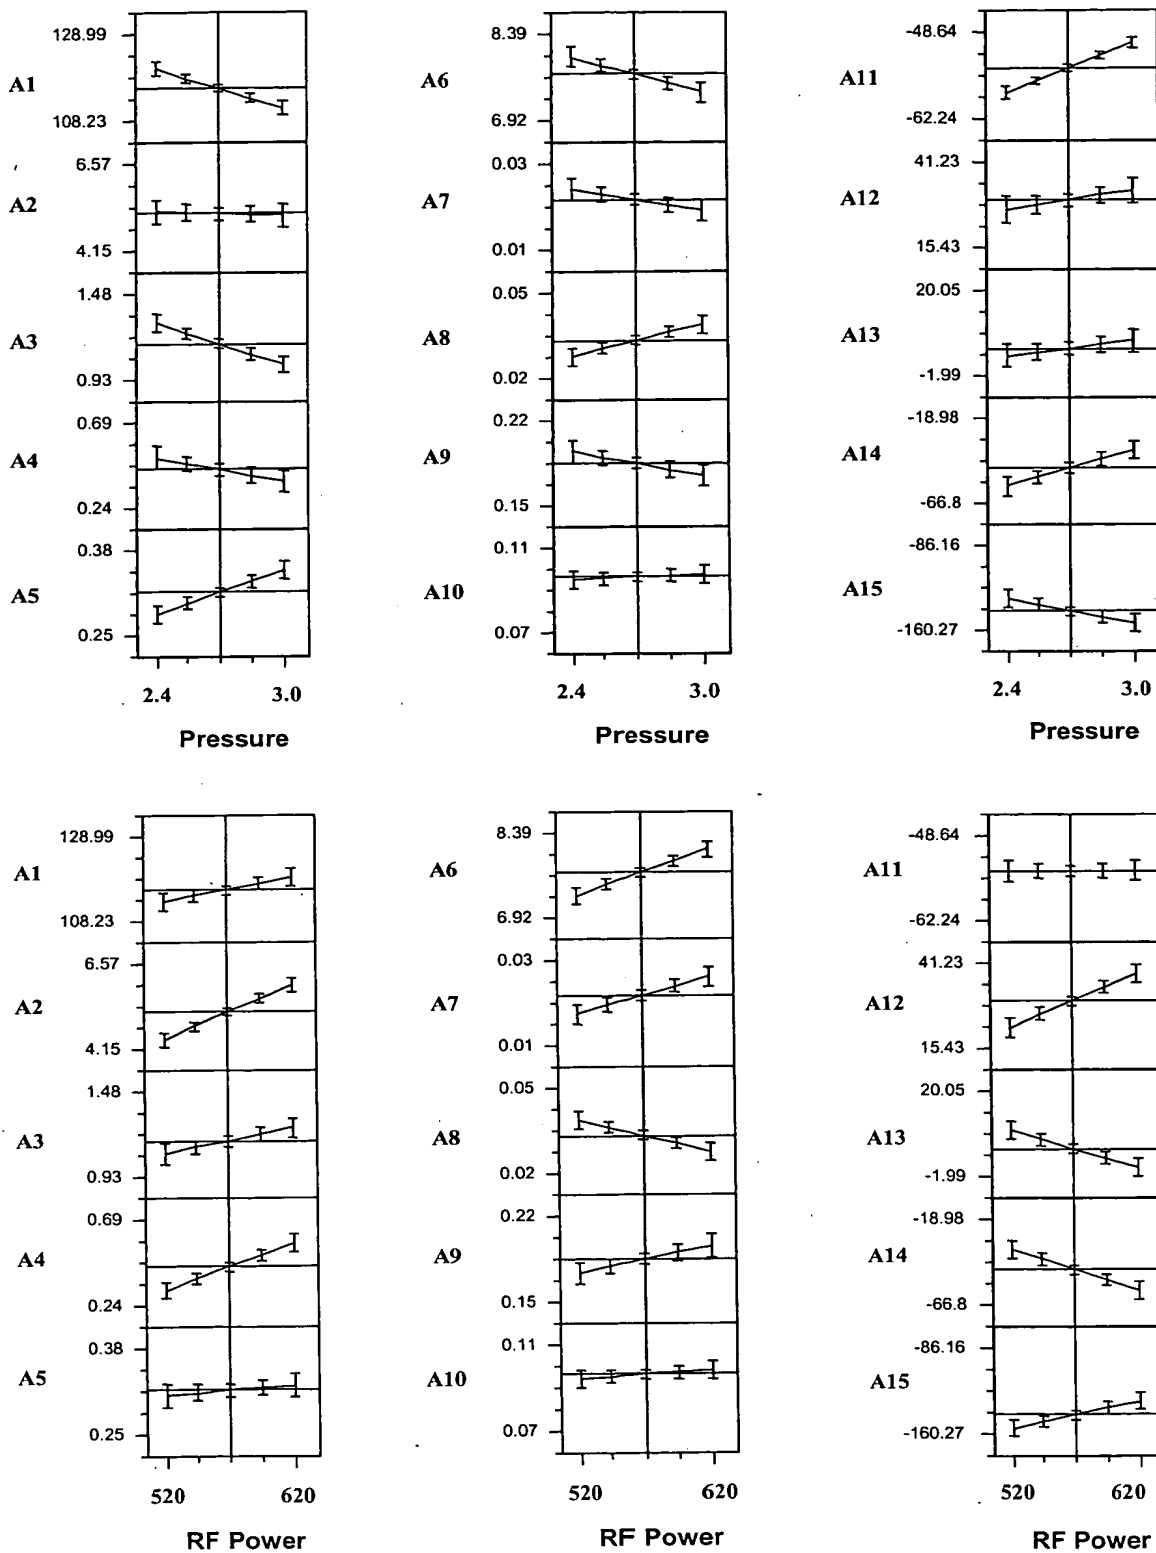 128.99
A1
108.23
6.57
A2
4.15
1.48
A3
0.93
0.69
A4
0.24
0.38
A5
0.25
2.4 3.0
Pressure
8.39
A6
6.92
0.03
A7
0.01
0.05
A8
0.02
0.22
A9
0.15
0.11
A10
0.07
2.4 3.0
Pressure
-48.64
A11
-62.24
41.23
A12
15.43
20.05
A13
-1.99
-18.98
A14
-66.8
-86.16
A15
-160.27
2.4 3.0
Pressure
128.99
A1
108.23
6.57
A2
4.15
1.48
A3
0.93
0.69
A4
0.24
0.38
A5
0.25
520 620
RF Power
8.39
A6
6.92
0.03
A7
0.01
0.05
A8
0.02
0.22
A9
0.15
0.11
A10
0.07
520 620
RF Power
-48.64
A11
-62.24
41.23
A12
15.43
20.05
A13
-1.99
-18.98
A14
-66.8
-86.16
A15
-160.27
520 620
RF Power